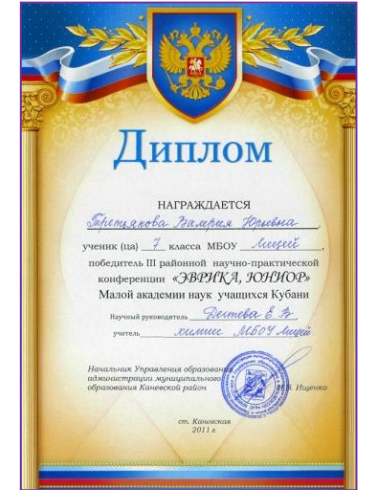 Диплом
НАГРАЖДАЕТСЯ
Третьякова Валерия Юрьевна,
ученик (ца) 7 класса МБОУ Лицей,
победитель III районной научно-практической
конференции «ЭВРИКА, ЮНИОР»
Малой академии наук учащихся Кубани
Научный руководитель Дегтева Е В
учитель химии МБОУ Лицей
Начальник Управления образования
администрации муниципального
образования Каневской район И.В. Ищенко
ст. Каневская
2011 г.